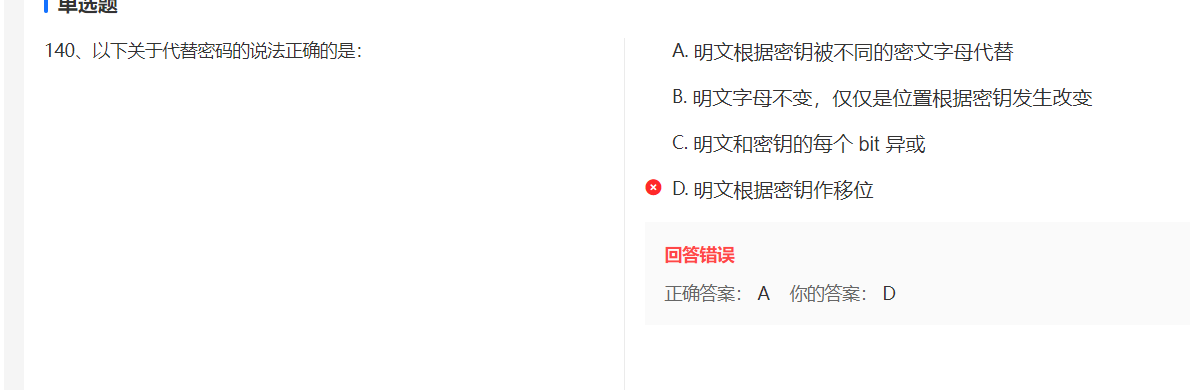 单选题
140、以下关于代替密码的说法正确的是：
A. 明文根据密钥被不同的密文字母代替
B. 明文字母不变，仅仅是位置根据密钥发生改变
C. 明文和密钥的每个 bit 异或
D. 明文根据密钥作移位
回答错误
正确答案： A 你的答案： D